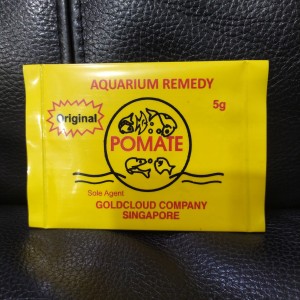 AQUARIUM REMEDY
Original
5g
POMATE
Sole Agent
GOLDCLOUD COMPANY
SINGAPORE